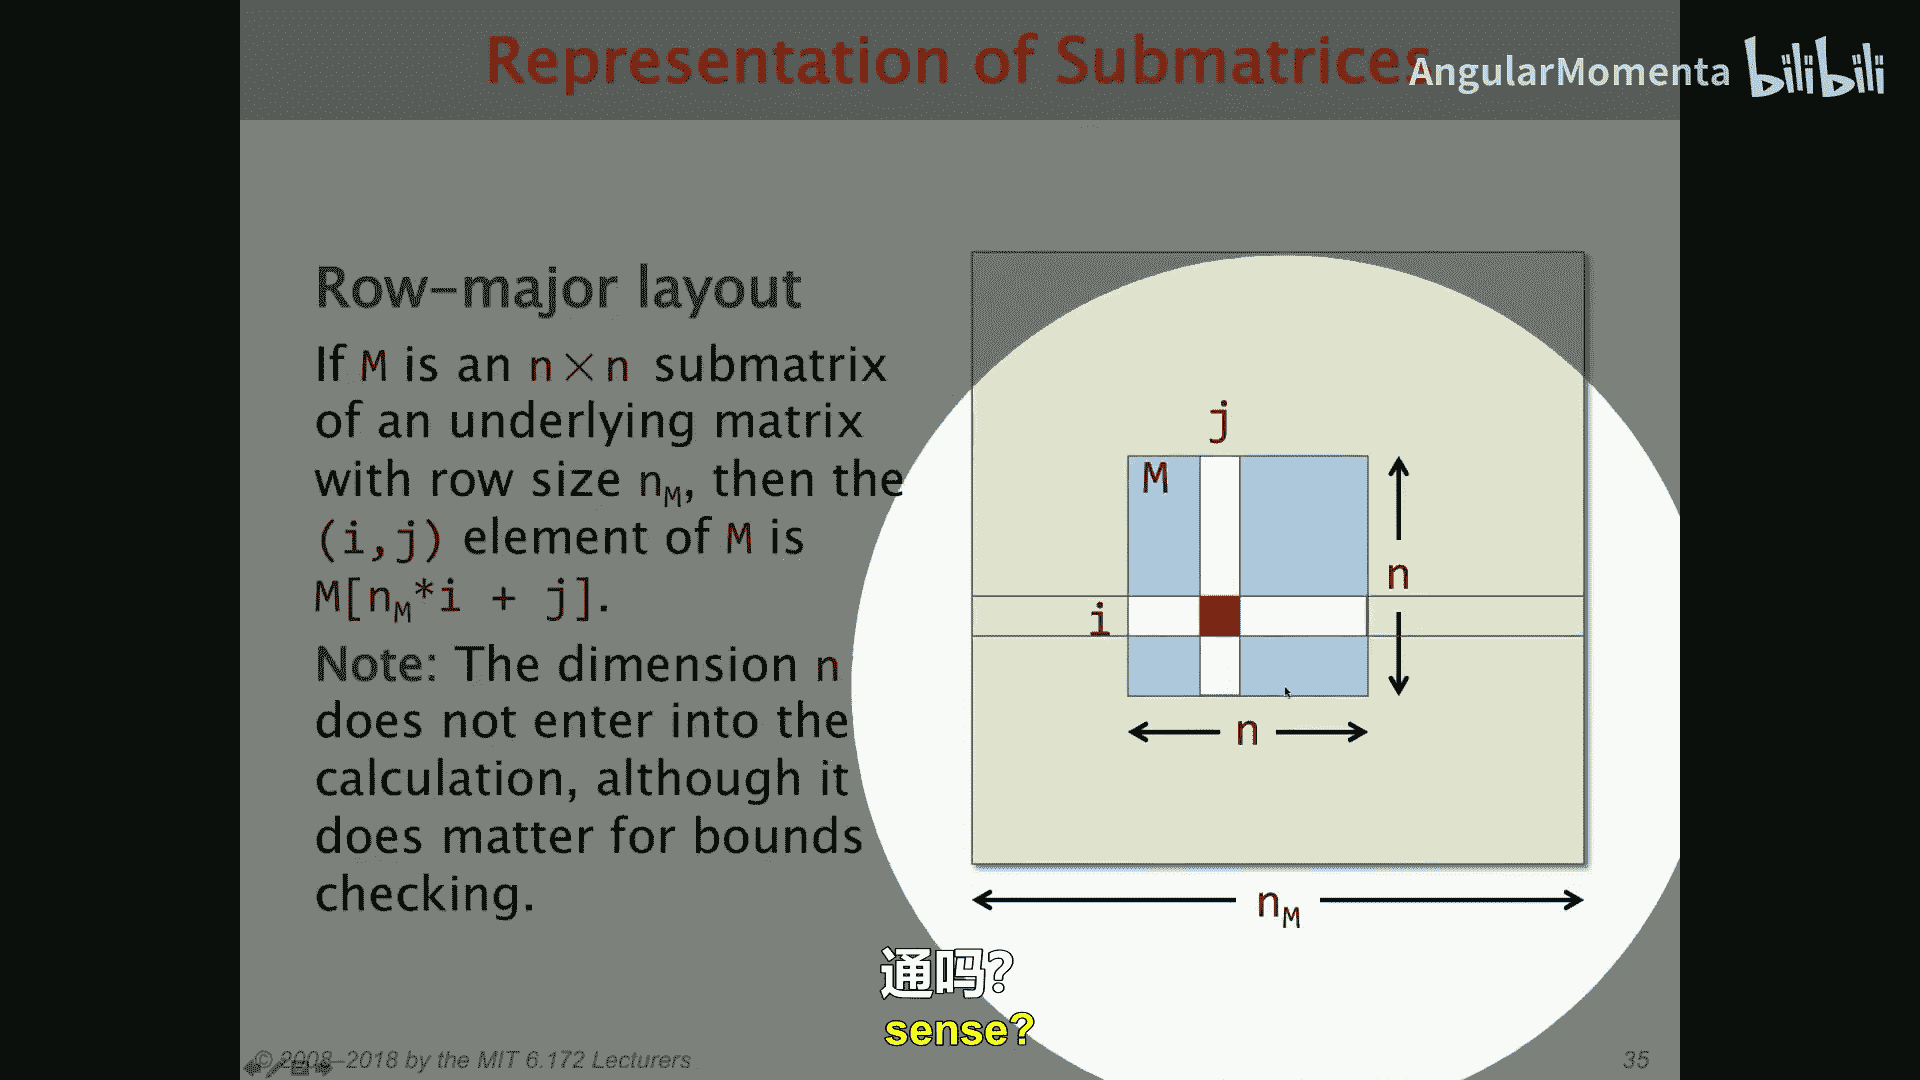 Representation of Submatrices
AngularMomenta bilibili
Row-major layout
If M is an n×n submatrix
of an underlying matrix
with row size nM, then the
(i,j) element of M is
M[nM*i + j].
Note: The dimension n
does not enter into the
calculation, although it
does matter for bounds
checking.
j
M
n
i
n
nM
通吗?
sense?
© 2008–2018 by the MIT 6.172 Lecturers
35